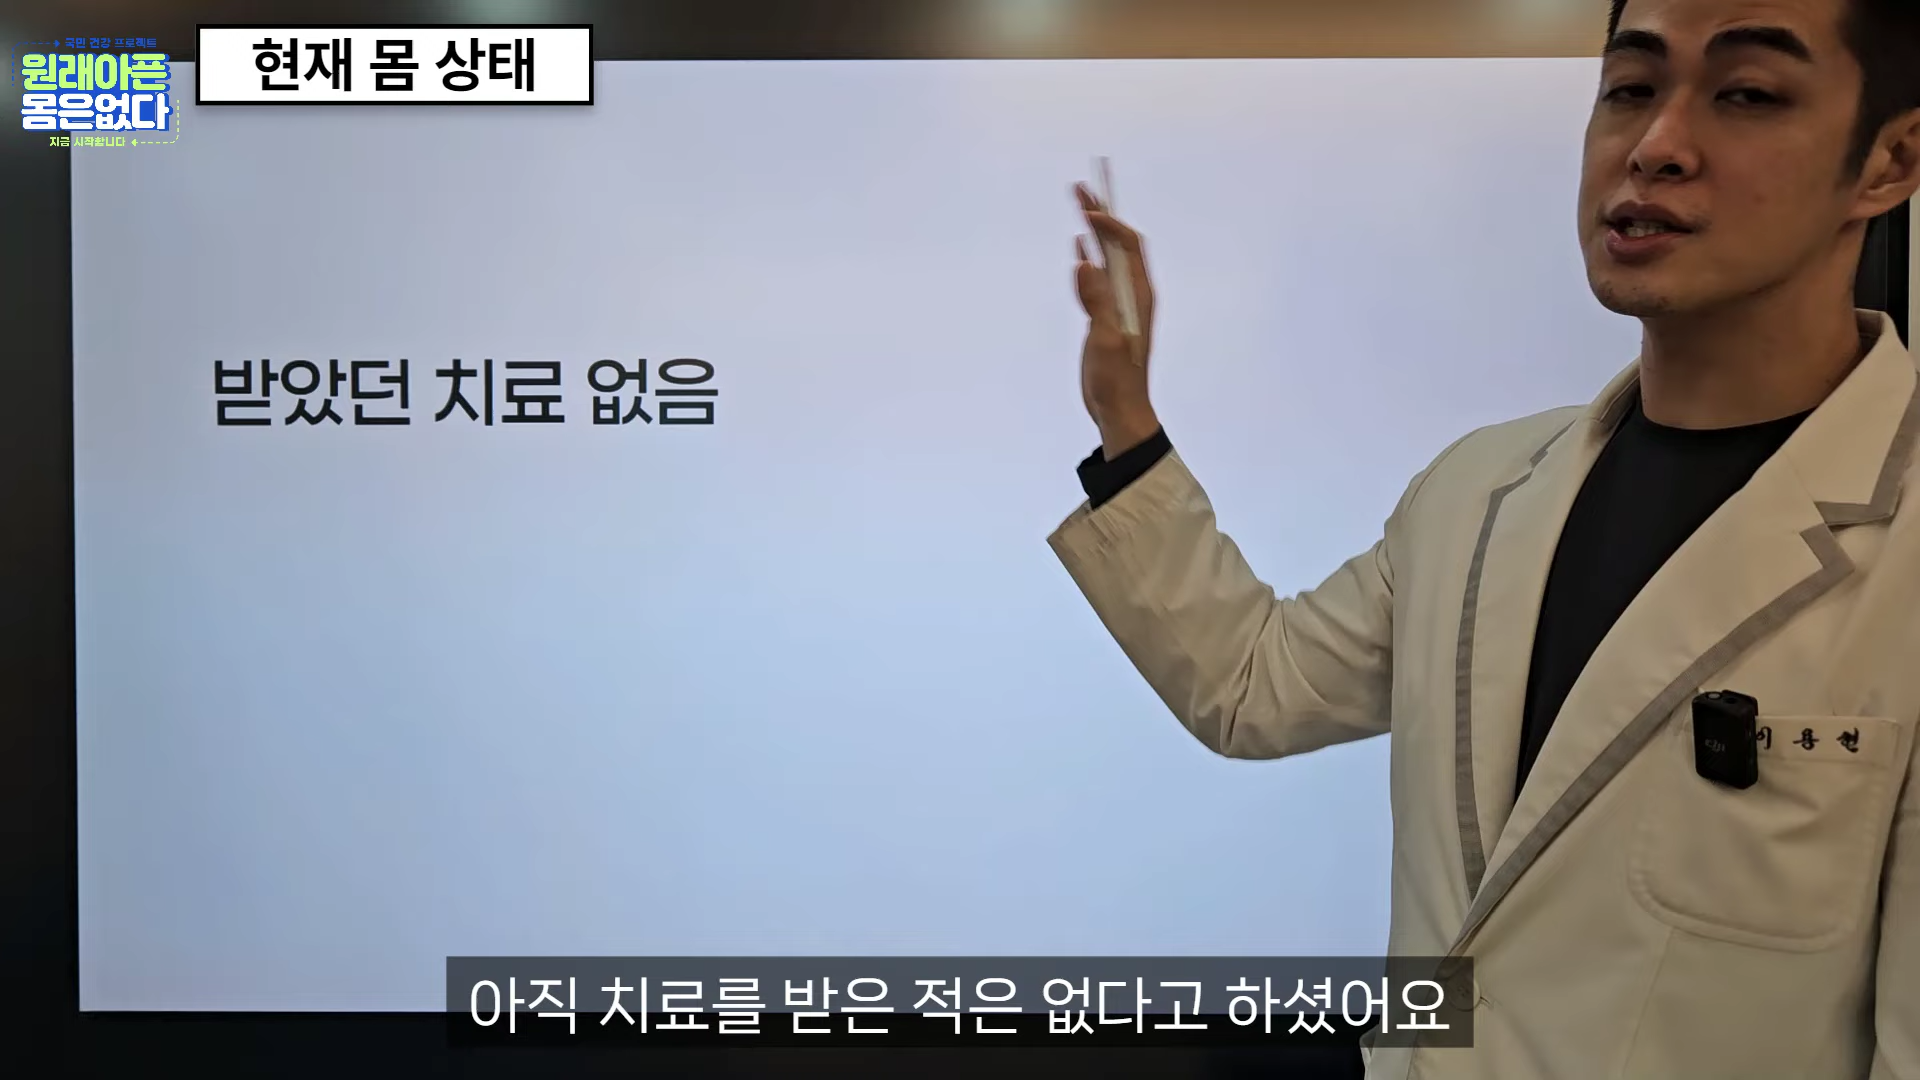 국민 건강 프로젝트
원래아픈
몸은없다
지금 시작합니다
현재 몸 상태
받았던 치료 없음
이용현
아직 치료를 받은 적은 없다고 하셨어요